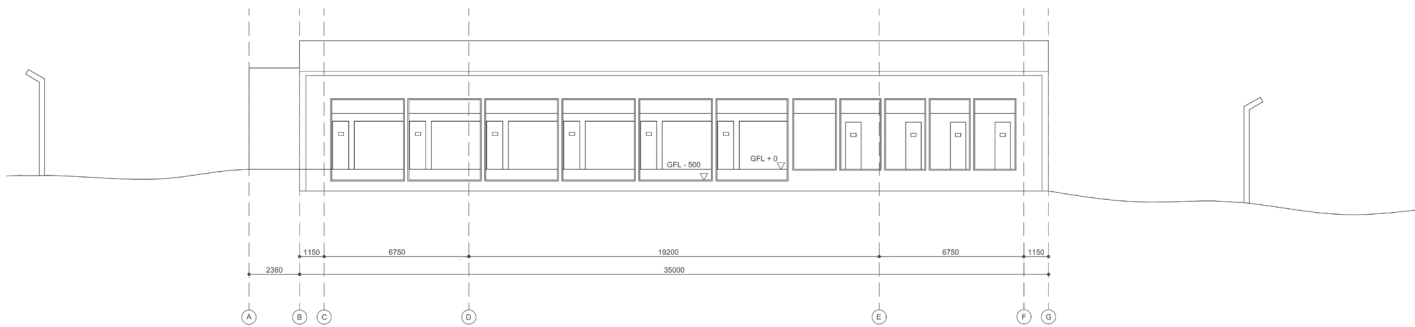 GFL - 500
GFL + 0
1150 6750 19200 6750 1150
2360 35000
A B C D E F G